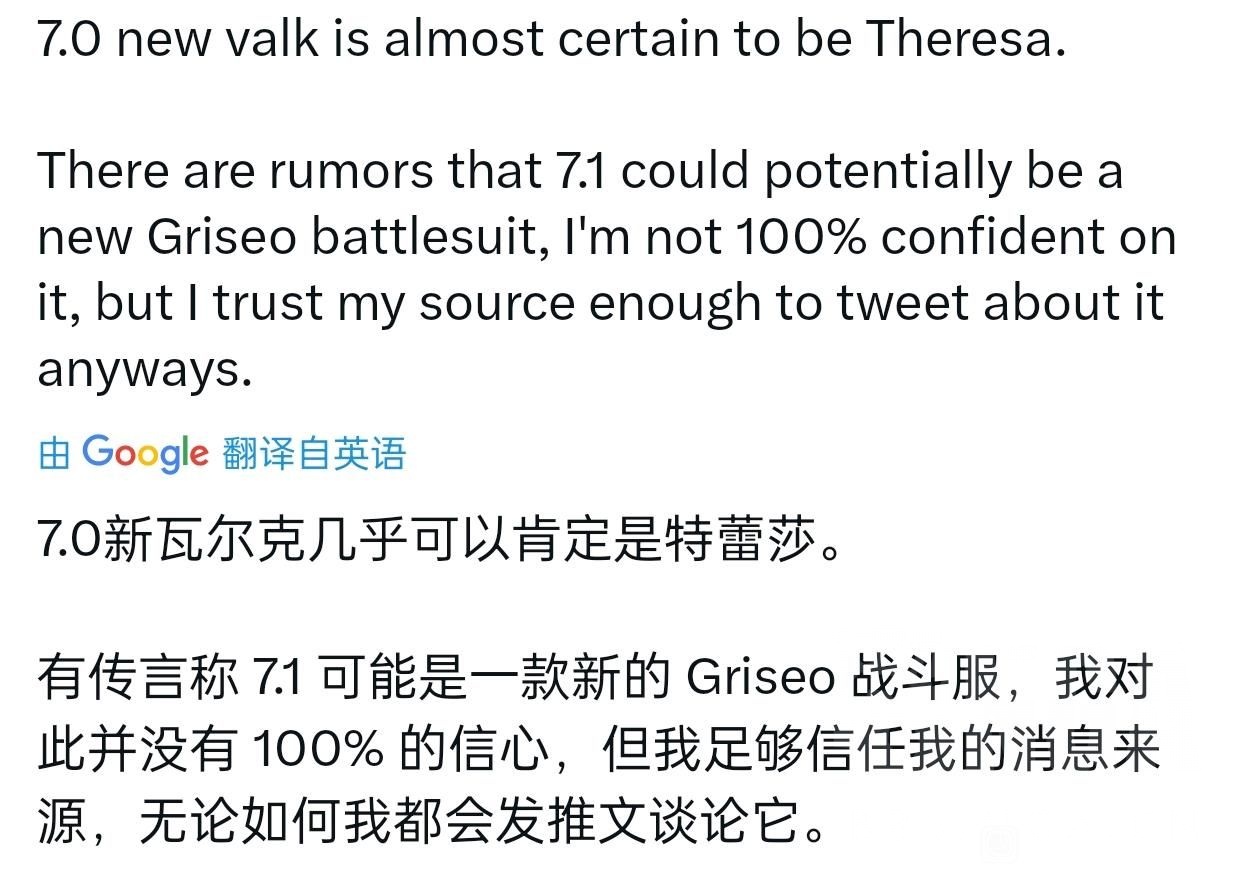 7.0 new valk is almost certain to be Theresa.
There are rumors that 7.1 could potentially be a
new Griseo battlesuit, I'm not 100% confident on
it, but I trust my source enough to tweet about it
anyways.
由 Google 翻译自英语
7.0新瓦尔克几乎可以肯定是特蕾莎。
有传言称 7.1 可能是一款新的 Griseo 战斗服，我对
此并没有 100% 的信心，但我足够信任我的消息来
源，无论如何我都会发推文谈论它。